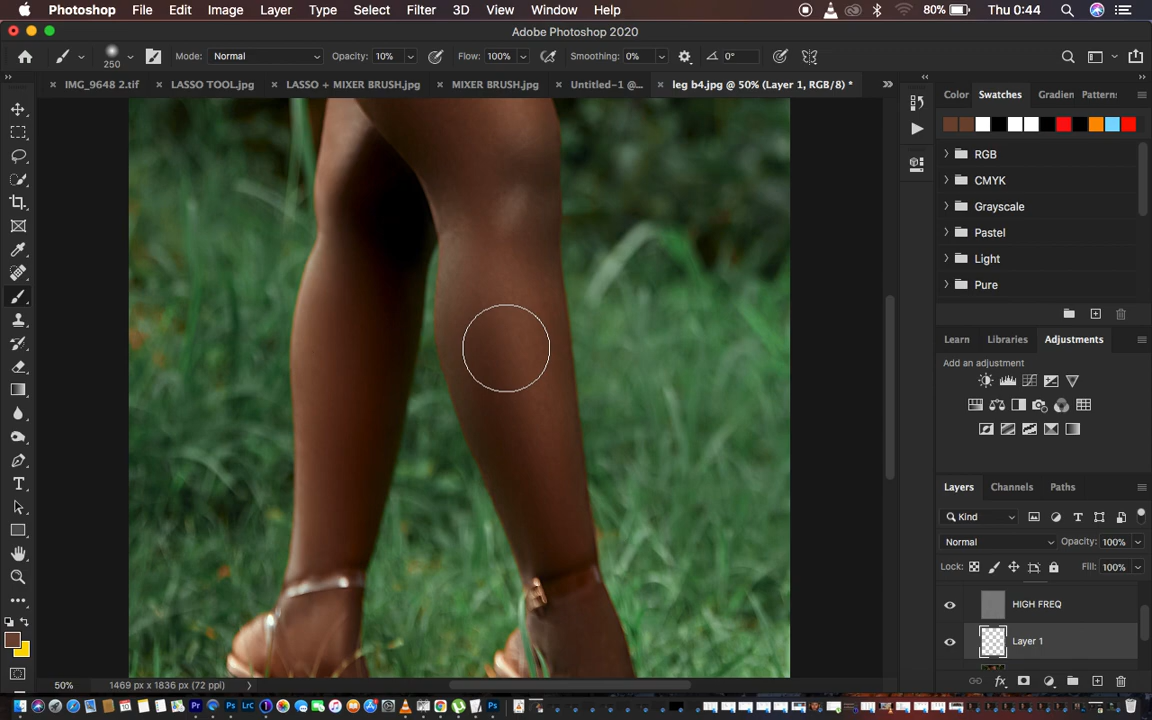 Photoshop File Edit Image Layer Type Select Filter 3D View Window Help 80% Thu 0:44
Adobe Photoshop 2020
250 Mode: Normal Opacity: 10% Flow: 100% Smoothing: 0% 0°
IMG_9648 2.tif LASSO TOOL.jpg LASSO + MIXER BRUSH.jpg MIXER BRUSH.jpg Untitled-1 @... leg b4.jpg @ 50% (Layer 1, RGB/8) *
Color Swatches Gradien Patterns
RGB
CMYK
Grayscale
Pastel
Light
Pure
Learn Libraries Adjustments
Add an adjustment
Layers Channels Paths
Kind
Normal Opacity: 100%
Lock: Fill: 100%
HIGH FREQ
Layer 1
50% 1469 px x 1836 px (72 ppi)